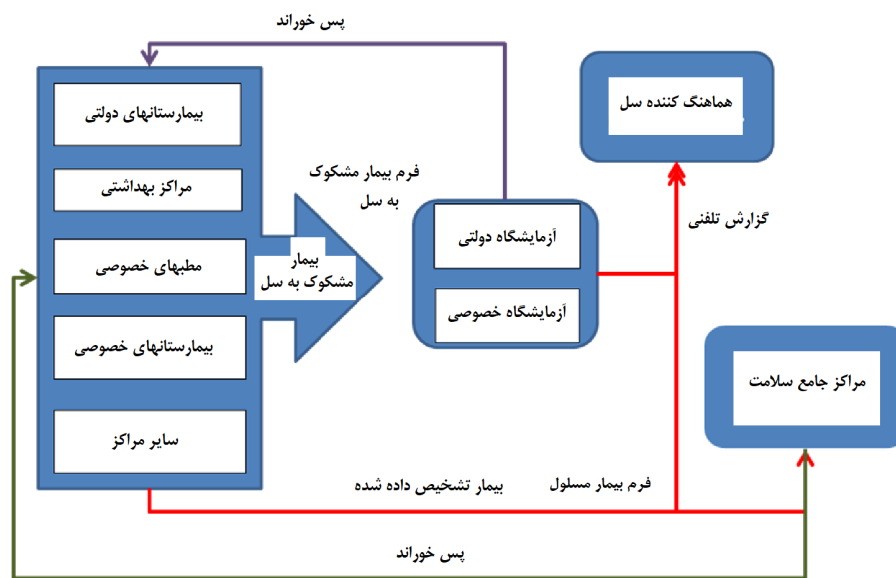 پس خوراند
بیمارستانهای دولتی
مراکز بهداشتی
مطبهای خصوصی
بیمارستانهای خصوصی
سایر مراکز
فرم بیمار مشکوک
به سل
بیمار
مشکوک به سل
آزمایشگاه دولتی
آزمایشگاه خصوصی
هماهنگ کننده سل
گزارش تلفنی
مراکز جامع سلامت
بیمار تشخیص داده شده
فرم بیمار مسلول
پس خوراند